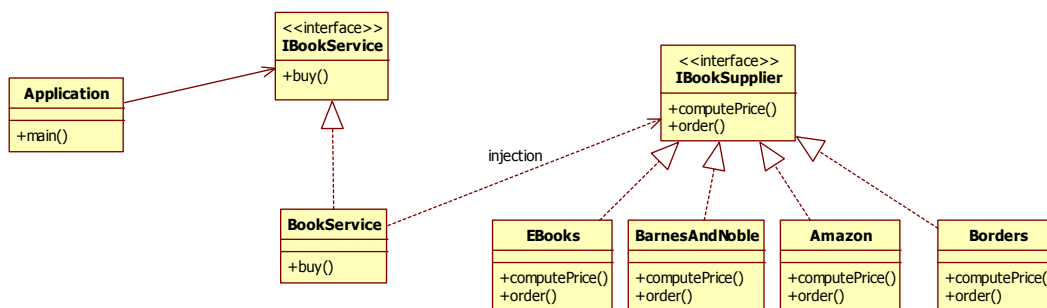 <<interface>>
IBookService
+buy()
Application
+main()
<<interface>>
IBookSupplier
+computePrice()
+order()
injection
BookService
+buy()
EBooks
+computePrice()
+order()
BarnesAndNoble
+computePrice()
+order()
Amazon
+computePrice()
+order()
Borders
+computePrice()
+order()